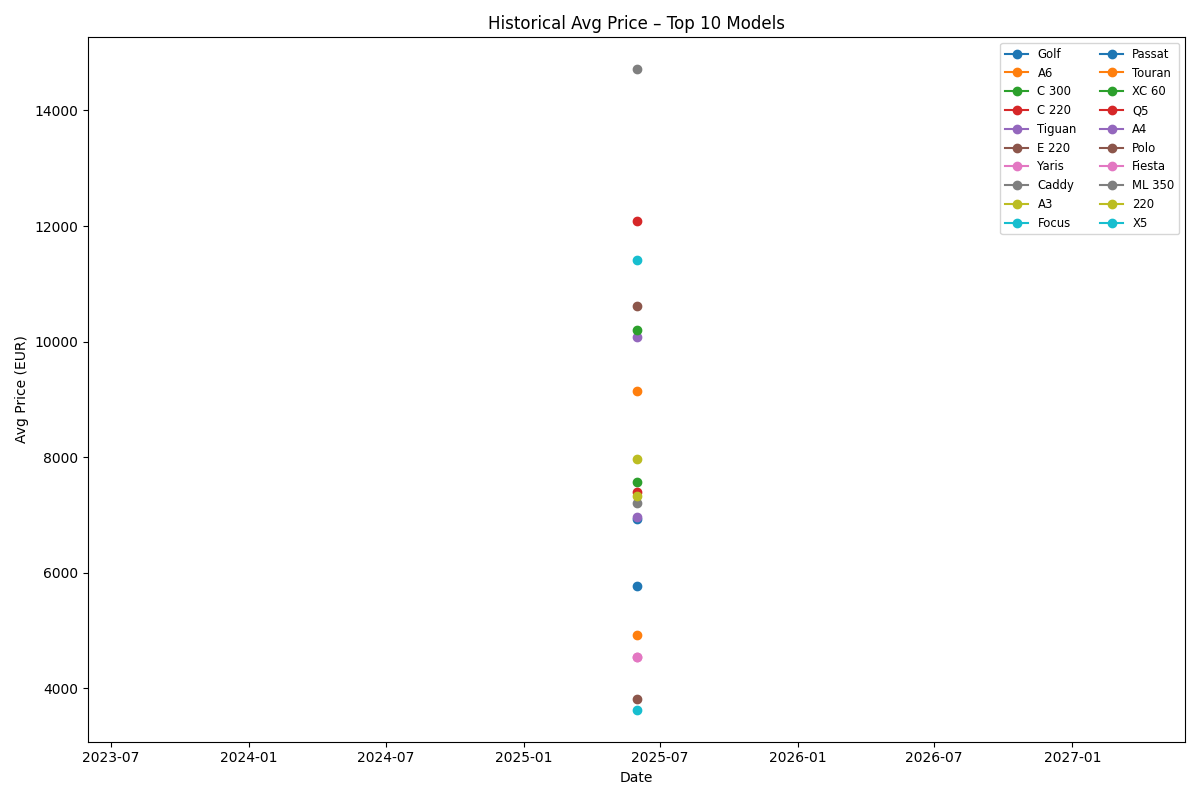 Historical Avg Price – Top 10 Models
Golf
A6
C 300
C 220
Tiguan
E 220
Yaris
Caddy
A3
Focus
Passat
Touran
XC 60
Q5
A4
Polo
Fiesta
ML 350
220
X5
Avg Price (EUR)
14000
12000
10000
8000
6000
4000
2023-07
2024-01
2024-07
2025-01
2025-07
2026-01
2026-07
2027-01
Date